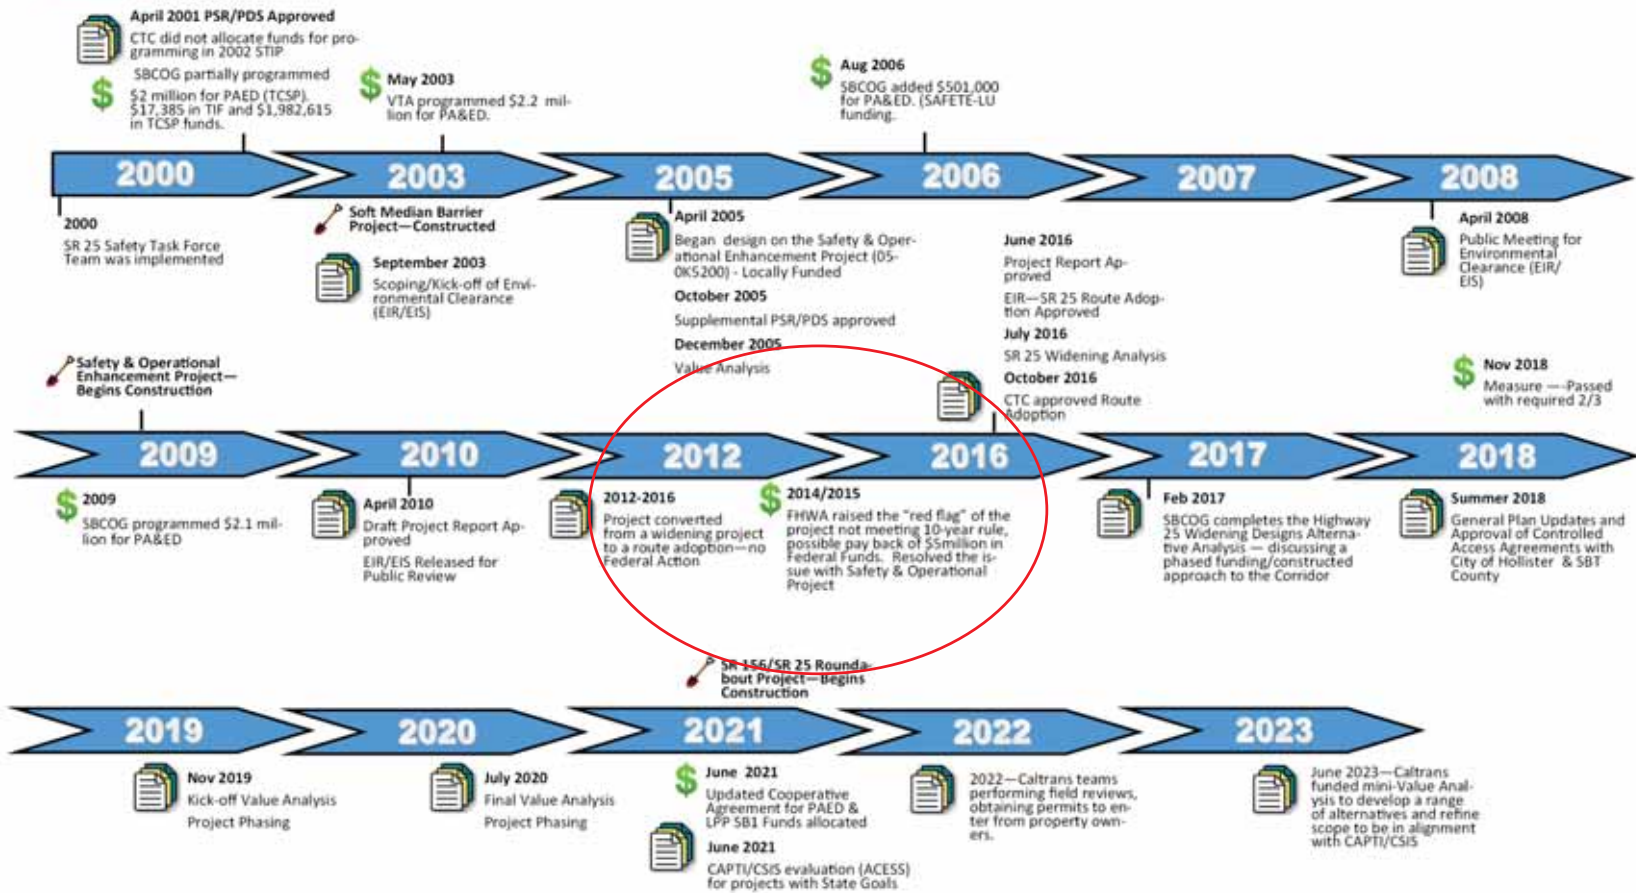 April 2001 PSR/PDS Approved
CTC did not allocate funds for pro-
gramming in 2002 STIP
SBCOG partially programmed
$2 million for PAED (TCSP).
$17,385 in TIF and $1,982,615
in TCSP funds.
May 2003
VTA programmed $2.2 mil-
lion for PA&ED.
Aug 2006
SBCOG added $501,000
for PA&ED. (SAFETE-LU
funding.
2000
2003
2005
2006
2007
2008
2000
SR 25 Safety Task Force
Team was implemented
Soft Median Barrier
Project—Constructed
September 2003
Scoping/Kick-off of Envi-
ronmental Clearance
(EIR/EIS)
April 2005
Began design on the Safety & Oper-
ational Enhancement Project (05-
0K5200) - Locally Funded
October 2005
Supplemental PSR/PDS approved
December 2005
Value Analysis
June 2016
Project Report Ap-
proved
EIR—SR 25 Route Adop-
tion Approved
July 2016
SR 25 Widening Analysis
October 2016
CTC approved Route
Adoption
April 2008
Public Meeting for
Environmental
Clearance (EIR/
EIS)
Safety & Operational
Enhancement Project—
Begins Construction
Nov 2018
Measure —-Passed
with required 2/3
2009
2010
2012
2016
2017
2018
2009
SBCOG programmed $2.1 mil-
lion for PA&ED
April 2010
Draft Project Report Ap-
proved
EIR/EIS Released for
Public Review
2012-2016
Project converted
from a widening project
to a route adoption—no
Federal Action
2014/2015
FHWA raised the "red flag" of the
project not meeting 10-year rule,
possible pay back of $5million in
Federal Funds. Resolved the is-
sue with Safety & Operational
Project
Feb 2017
SBCOG completes the Highway
25 Widening Designs Alterna-
tive Analysis — discussing a
phased funding/constructed
approach to the Corridor
Summer 2018
General Plan Updates and
Approval of Controlled
Access Agreements with
City of Hollister & SBT
County
SR 156/SR 25 Rounda-
bout Project—Begins
Construction
2019
2020
2021
2022
2023
Nov 2019
Kick-off Value Analysis
Project Phasing
July 2020
Final Value Analysis
Project Phasing
June 2021
Updated Cooperative
Agreement for PAED &
LPP SB1 Funds allocated
June 2021
CAPTI/CSIS evaluation (ACESS)
for projects with State Goals
2022—Caltrans teams
performing field reviews,
obtaining permits to en-
ter from property own-
ers.
June 2023—Caltrans
funded mini-Value Anal-
ysis to develop a range
of alternatives and refine
scope to be in alignment
with CAPTI/CSIS